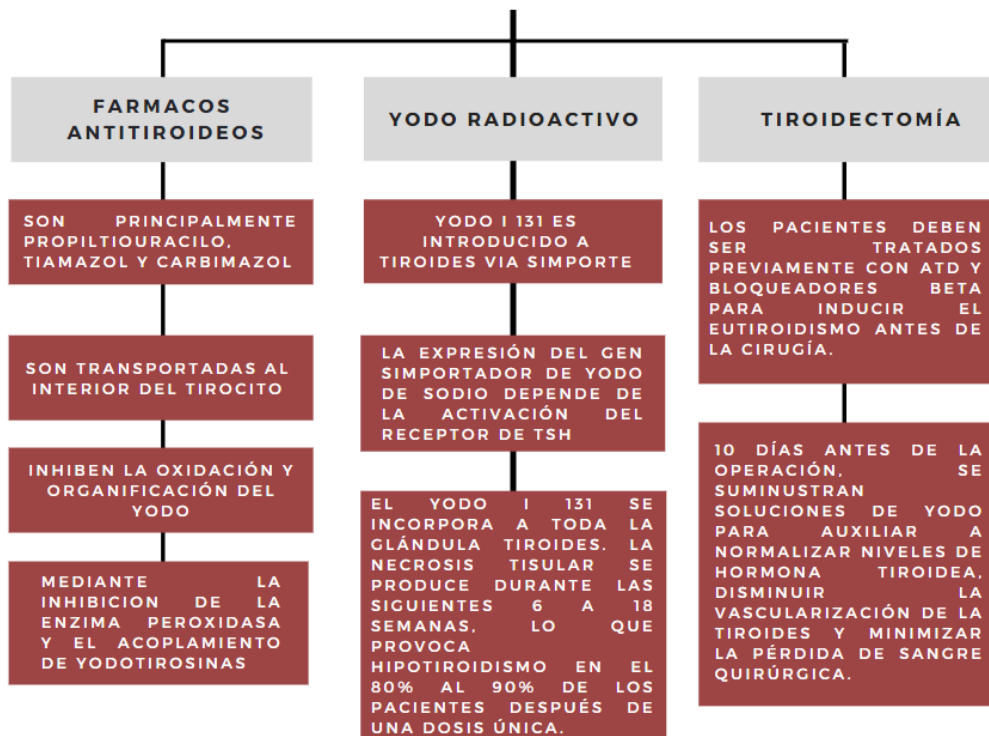 FARMACOS
ANTITIROIDEOS
SON PRINCIPALMENTE
PROPILTIOURACILO,
TIAMAZOL Y CARBIMAZOL
SON TRANSPORTADAS AL
INTERIOR DEL TIROCITO
INHIBEN LA OXIDACIÓN Y
ORGANIFICACIÓN DEL
YODO
MEDIANTE LA
INHIBICION DE LA
ENZIMA PEROXIDASA
Y EL ACOPLAMIENTO
DE YODOTIROSINAS
YODO RADIOACTIVO
YODO I 131 ES
INTRODUCIDO A
TIROIDES VIA SIMPORTE
LA EXPRESIÓN DEL GEN
SIMPORTADOR DE YODO
DE SODIO DEPENDE DE
LA ACTIVACIÓN DEL
RECEPTOR DE TSH
EL YODO I 131 SE
INCORPORA A TODA LA
GLÁNDULA TIROIDES. LA
NECROSIS TISULAR SE
PRODUCE DURANTE LAS
SIGUIENTES 6 A 18
SEMANAS, LO QUE
PROVOCA
HIPOTIROIDISMO EN EL
80% AL 90% DE LOS
PACIENTES DESPUÉS DE
UNA DOSIS ÚNICA.
TIROIDECTOMÍA
LOS PACIENTES DEBEN
SER TRATADOS
PREVIAMENTE CON ATD Y
BLOQUEADORES BETA
PARA INDUCIR EL
EUTIROIDISMO ANTES DE
LA CIRUGÍA.
10 DÍAS ANTES DE LA
OPERACIÓN, SE
SUMINUSTRAN
SOLUCIONES DE YODO
PARA AUXILIAR A
NORMALIZAR NIVELES DE
HORMONA TIROIDEA,
DISMINUIR LA
VASCULARIZACIÓN DE LA
TIROIDES Y MINIMIZAR
LA PÉRDIDA DE SANGRE
QUIRÚRGICA.